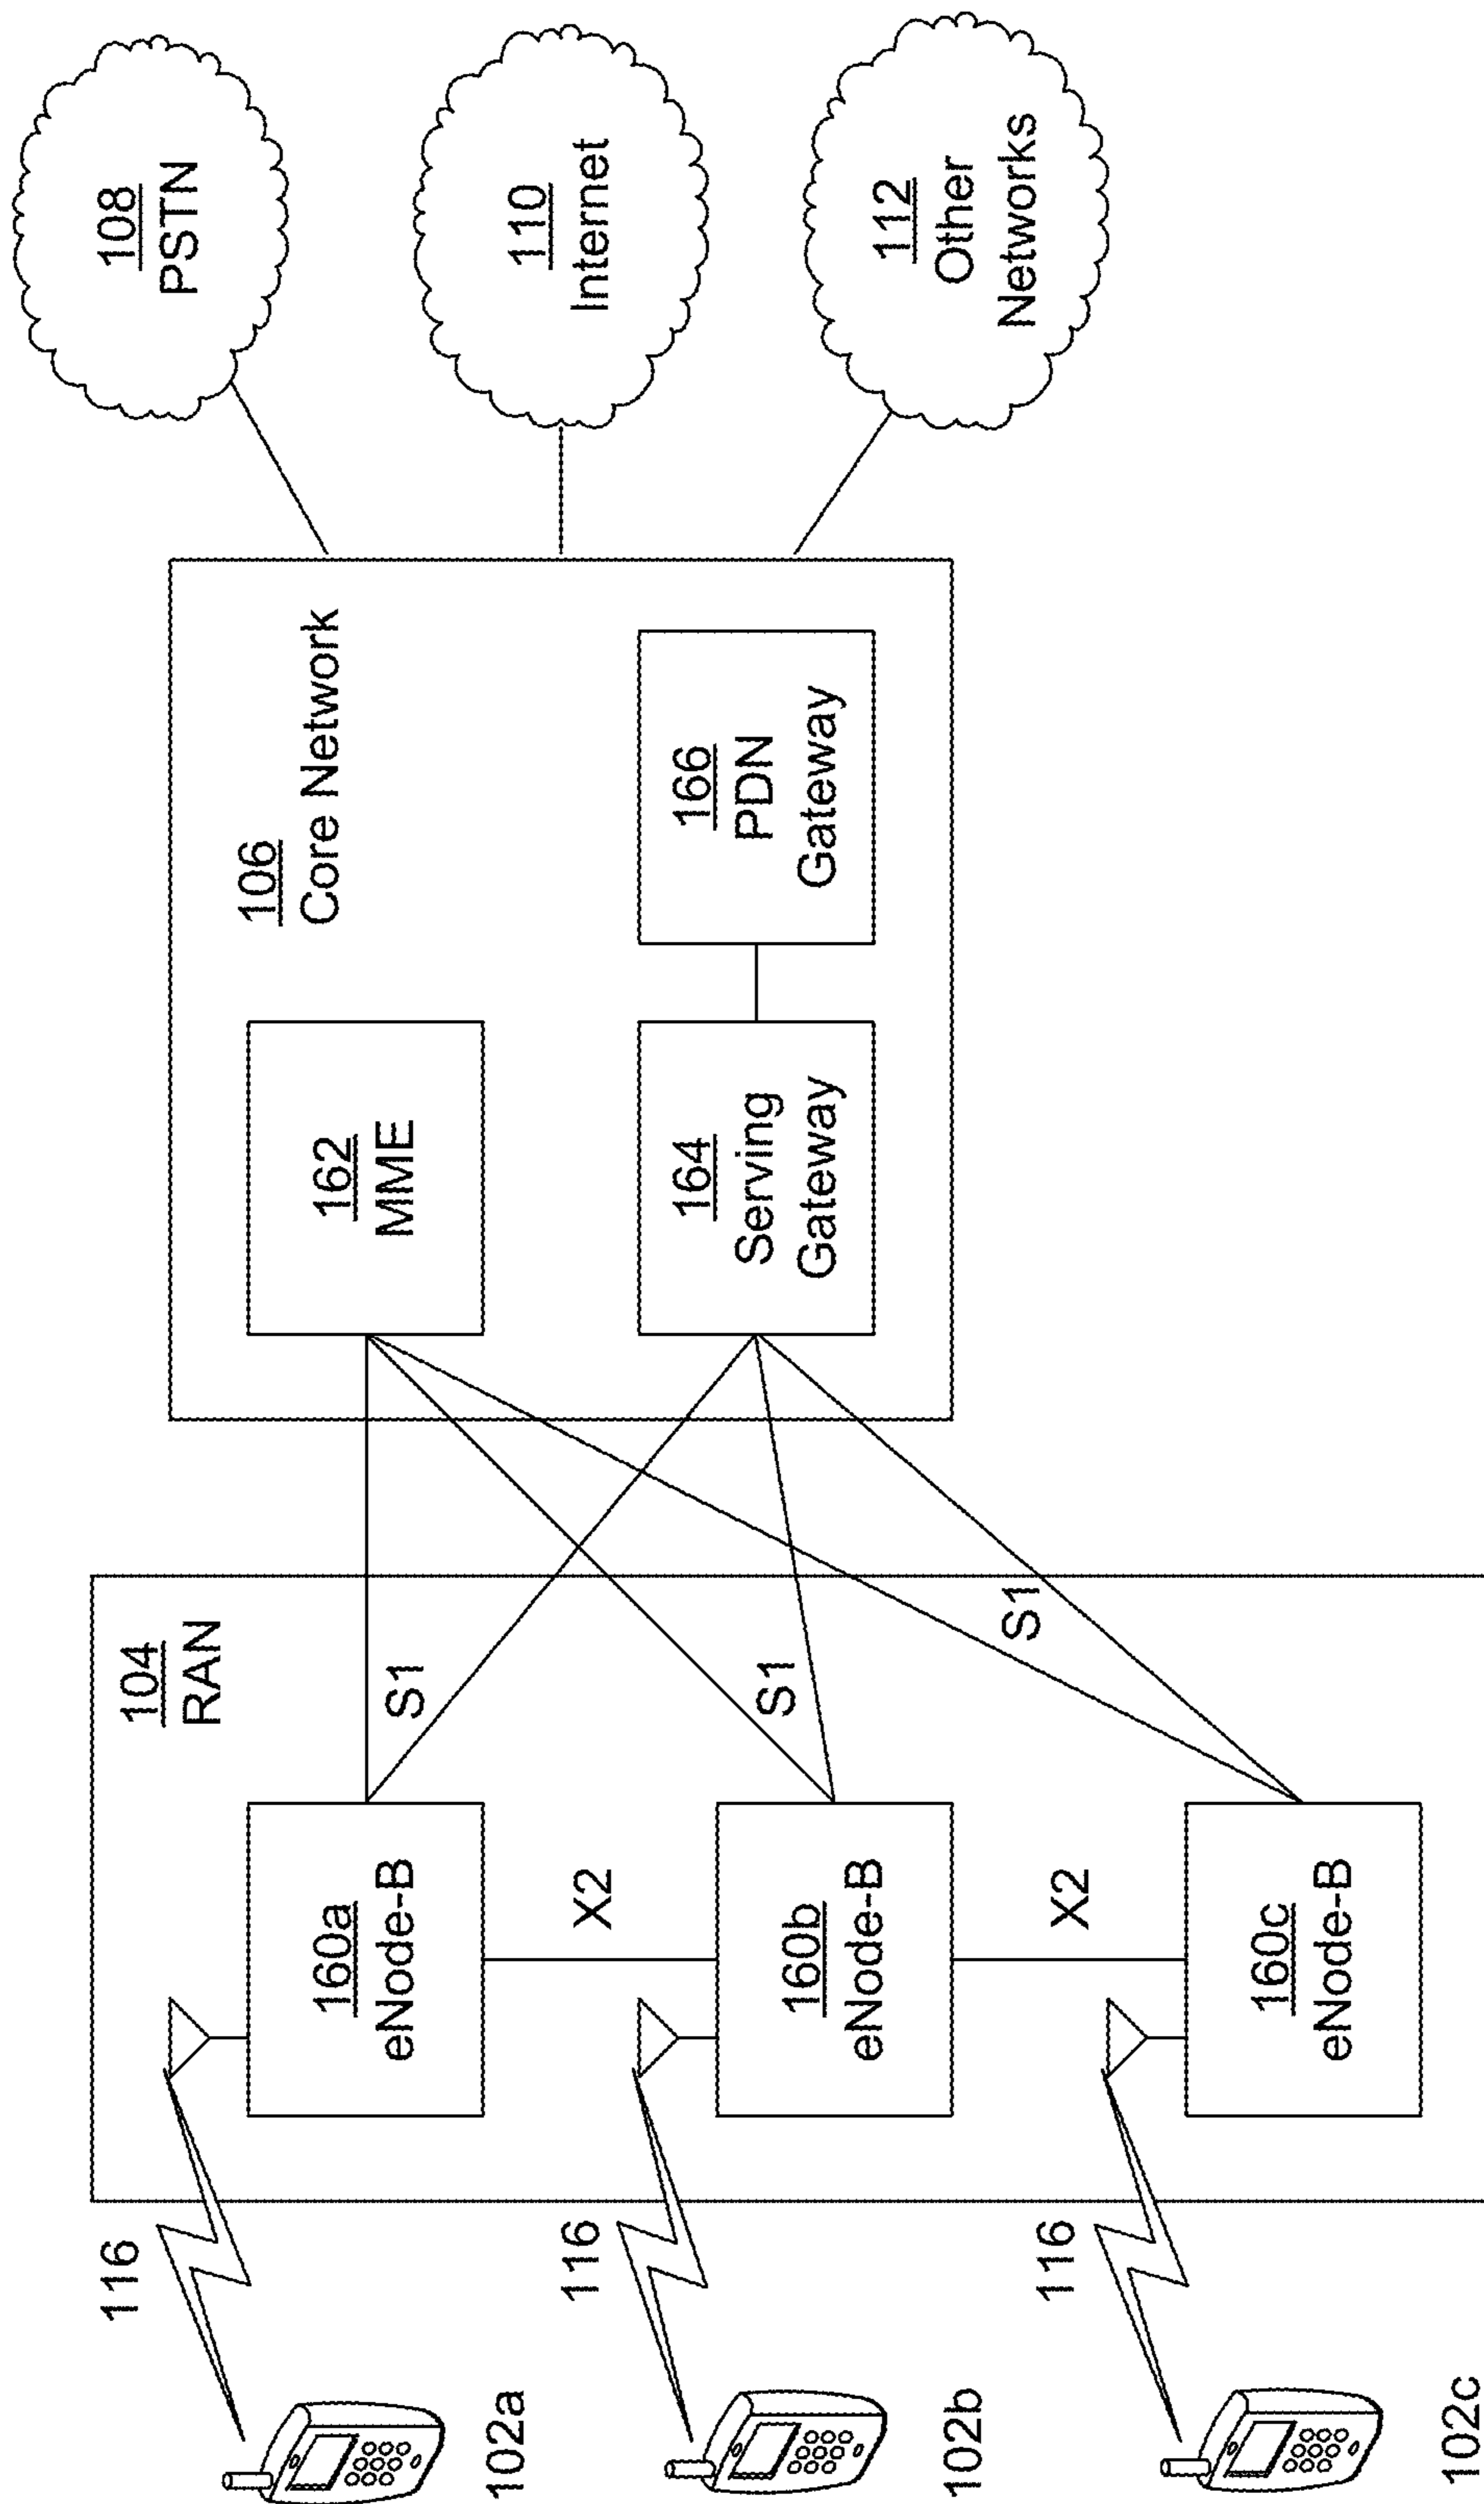 104
RAN
106
Core Network
108
PSTN
116
160a
eNode-B
S1
162
MME
102a
X2
110
Internet
116
160b
eNode-B
S1
164
Serving
Gateway
166
PDN
Gateway
102b
X2
112
Other
Networks
116
160c
eNode-B
S1
102c